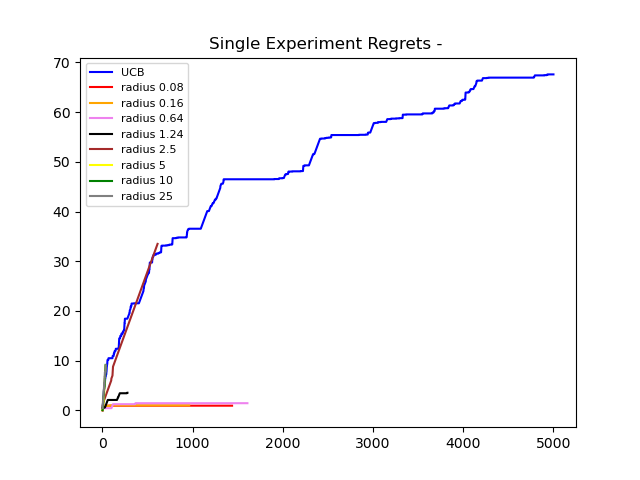 Single Experiment Regrets -
70
60
50
40
30
20
10
0
UCB
radius 0.08
radius 0.16
radius 0.64
radius 1.24
radius 2.5
radius 5
radius 10
radius 25
0 1000 2000 3000 4000 5000